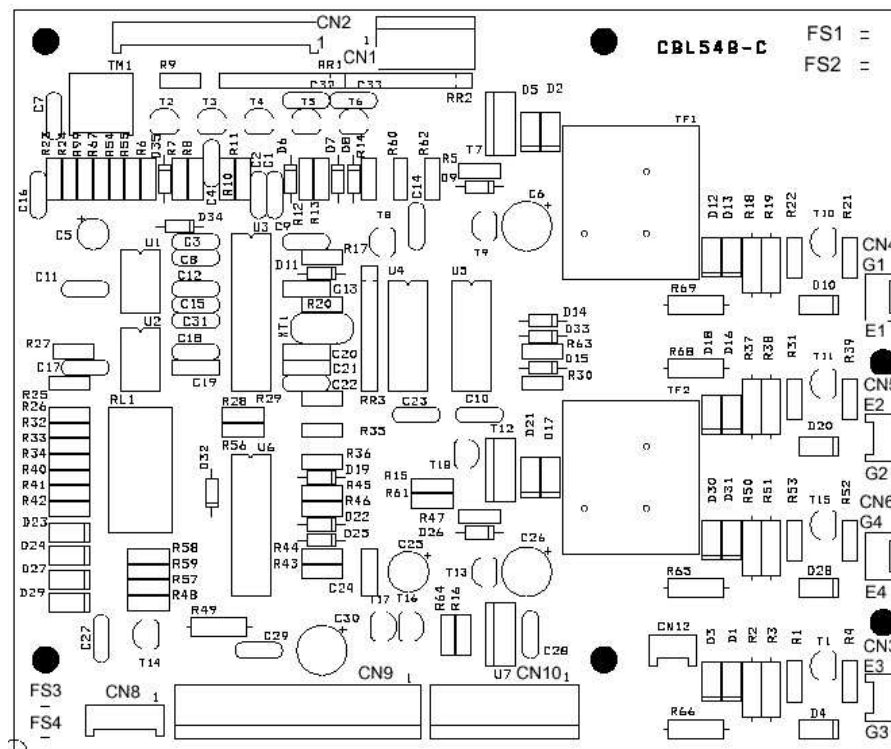 CN2
FS1 =
CN1
CBL548-C
FS2 =
TM1
R9
RR1
C32
C33
RR2
D5
D2
C7
T2
T3
T4
T5
T6
TF1
R23
R24
R99
R67
R54
R55
R6
D35
R7
R8
R11
D6
D7
D8
R14
R60
R62
T7
R5
D9
C16
C4
R10
C2
C1
R12
R13
C14
C6
C5
D34
U1
C3
C8
U3
C9
R17
T8
T9
D12
D13
R18
R19
R22
T10
R21
CN4
G1
C11
C12
D11
G13
U4
U5
C15
R20
R69
D10
C31
XT1
D14
D33
E1
U2
R63
R27
C18
C20
D15
R68
D18
D16
R37
R38
R31
T11
R39
C17
C19
C21
C22
R30
CN5
R25
E2
R26
RL1
R28
R29
RR3
C23
C10
TF2
R32
R33
R56
R35
T12
D21
D17
D20
R34
D32
U6
R36
T18
R40
D19
R15
G2
R41
R45
R61
R42
R46
D30
D31
R50
R51
R53
T15
R52
CN6
G4
D23
D22
R47
D26
D24
D25
R58
R44
C25
C26
R59
R43
D27
R57
C24
T13
R65
D28
E4
D29
R48
T17
T16
R64
R16
R49
C30
CN12
C27
C29
C28
D3
D1
R2
R3
R1
T1
R4
CN3
E3
T14
U7
FS3
CN8
1
CN9
1
CN10
1
FS4
R66
D4
G3